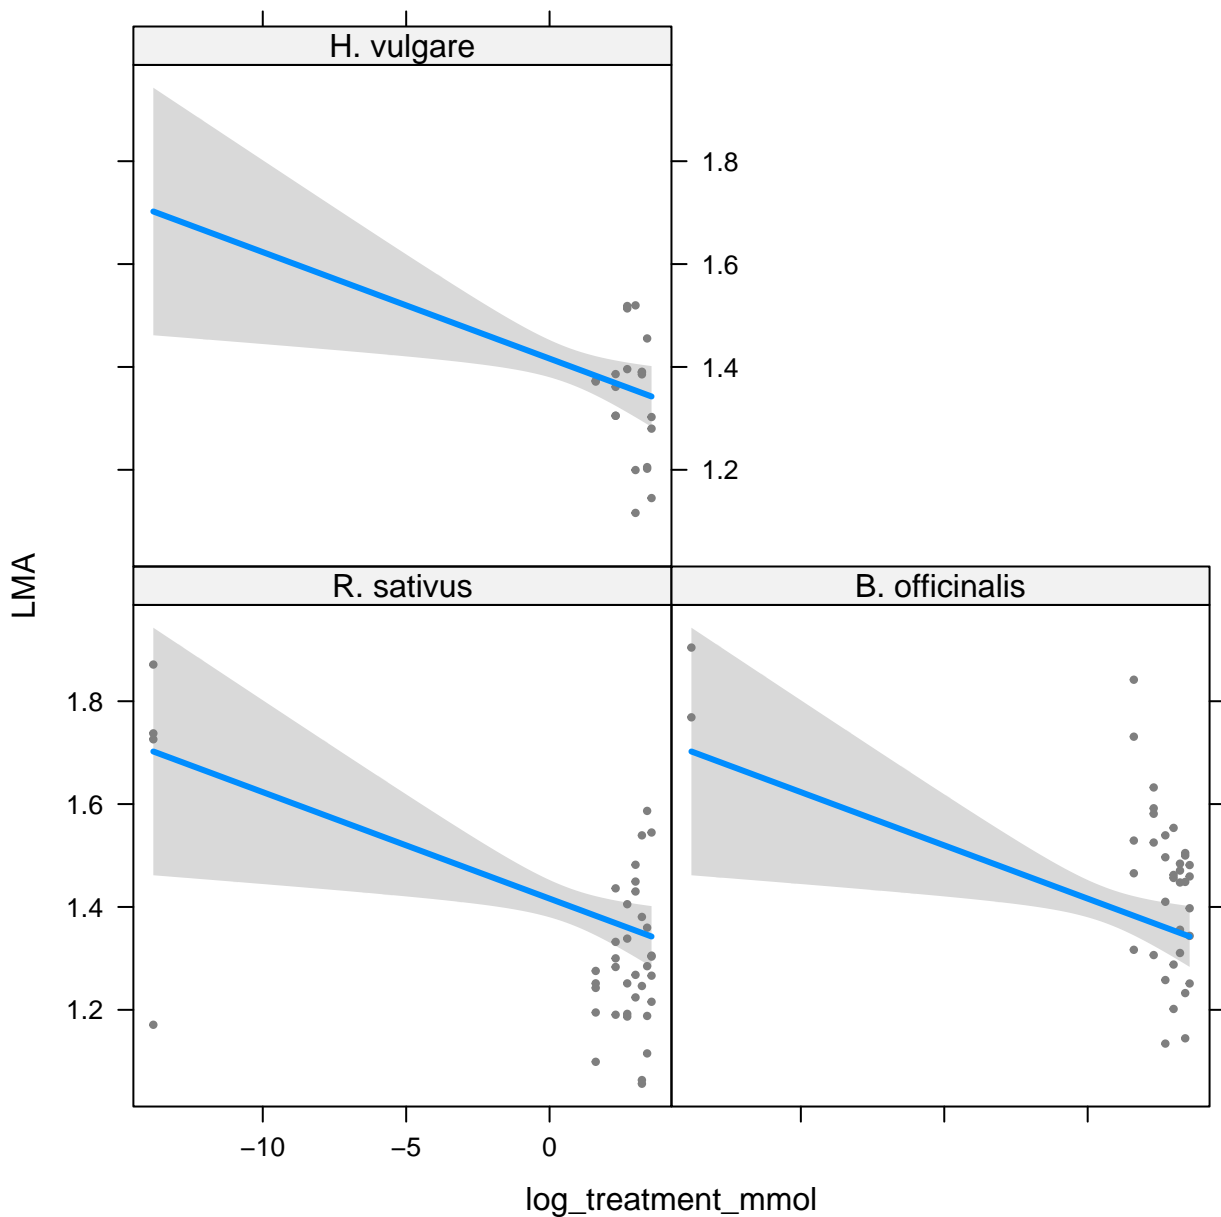 H. vulgare
1.8
1.6
1.4
1.2
LMA
R. sativus
B. officinalis
1.8
1.6
1.4
1.2
−10
−5
0
log_treatment_mmol